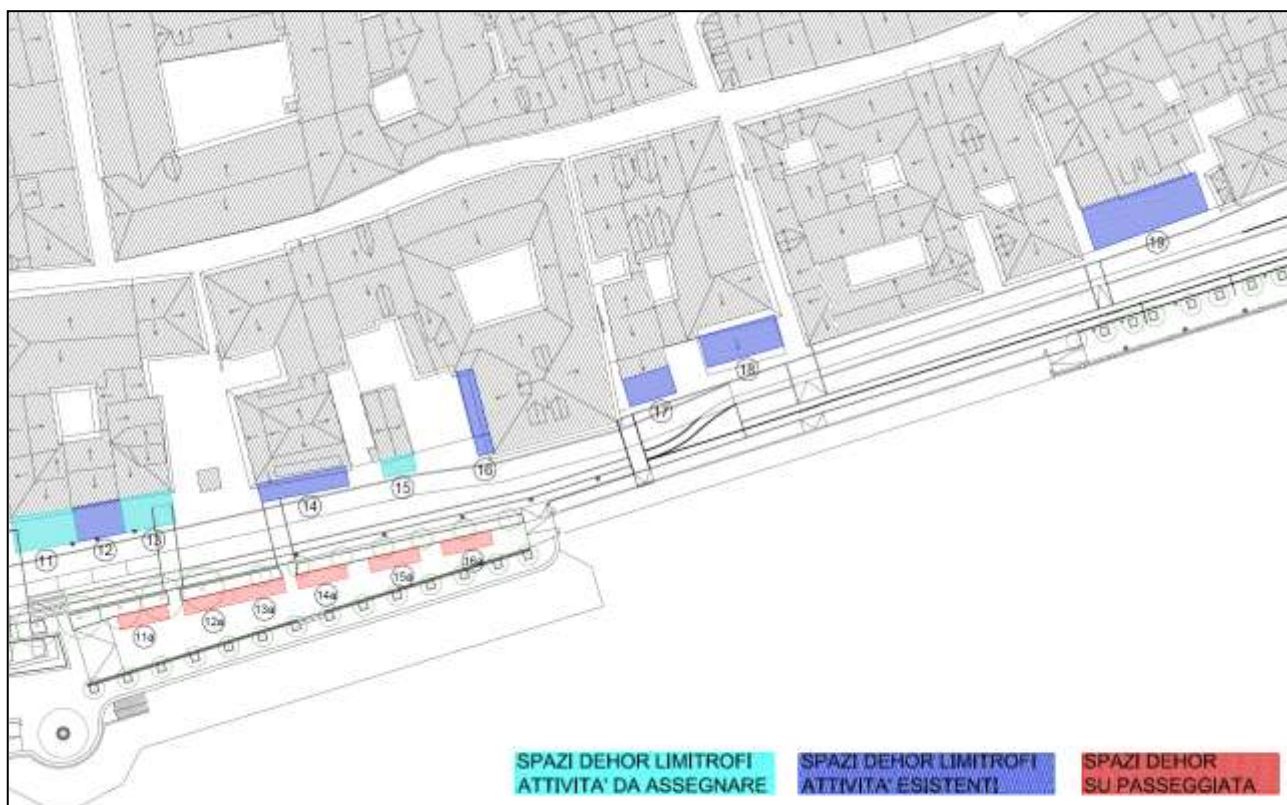 19
18
17
16
15
14
13
12
11
16a
15a
14a
13a
12a
11a
SPAZI DEHOR LIMITROFI
ATTIVITA' DA ASSEGNARE
SPAZI DEHOR LIMITROFI
ATTIVITA' ESISTENTI
SPAZI DEHOR
SU PASSEGGIATA